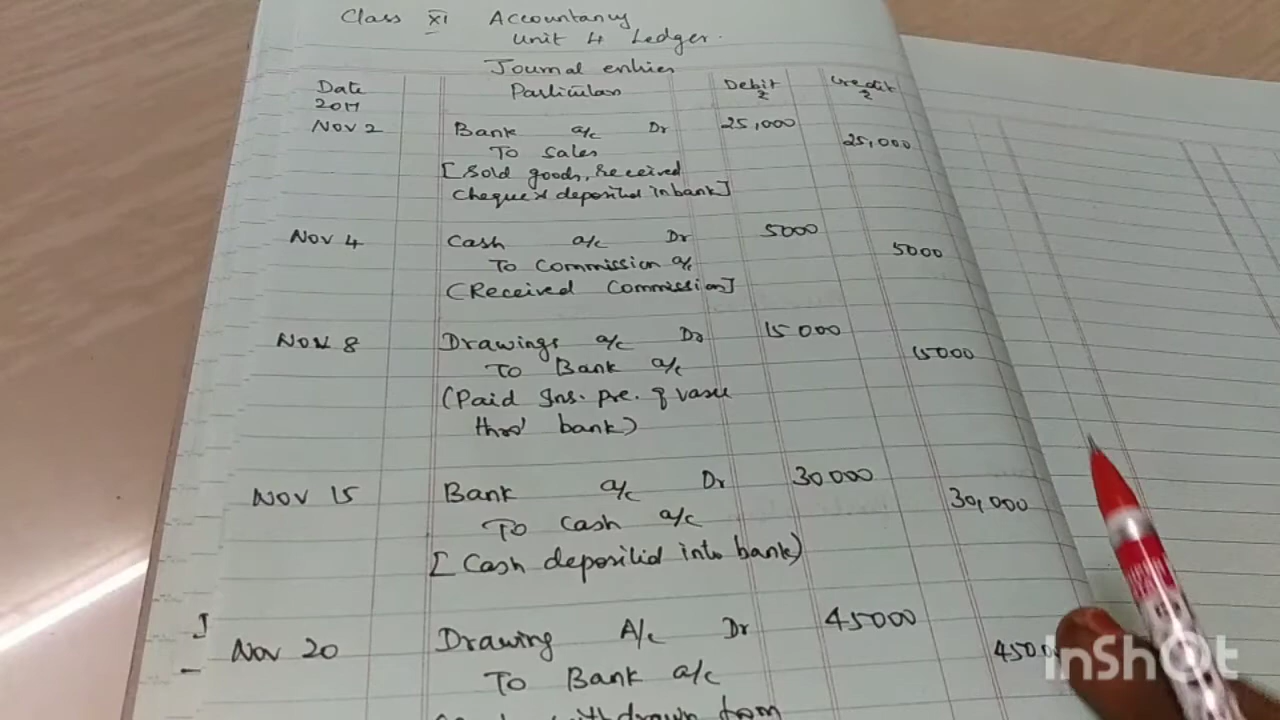 Class XI Accountancy
Unit 4 Ledger.
Journal entries
Date Particulars Debit ₹ Credit ₹
2017
Nov 2 Bank a/c Dr 25,000
To Sales 25,000
[Sold goods, received
cheque & deposited in bank]
Nov 4 Cash a/c Dr 5000
To Commission a/c 5000
(Received Commission]
Nov 8 Drawings a/c Dr 15000
To Bank a/c 15000
(Paid Ins. pre. of
thro' bank)
Nov 15 Bank a/c Dr 30000
To Cash a/c 30,000
[Cash deposited into bank)
Nov 20 Drawing A/c Dr 45000
To Bank a/c
withdrawn from
InShOt